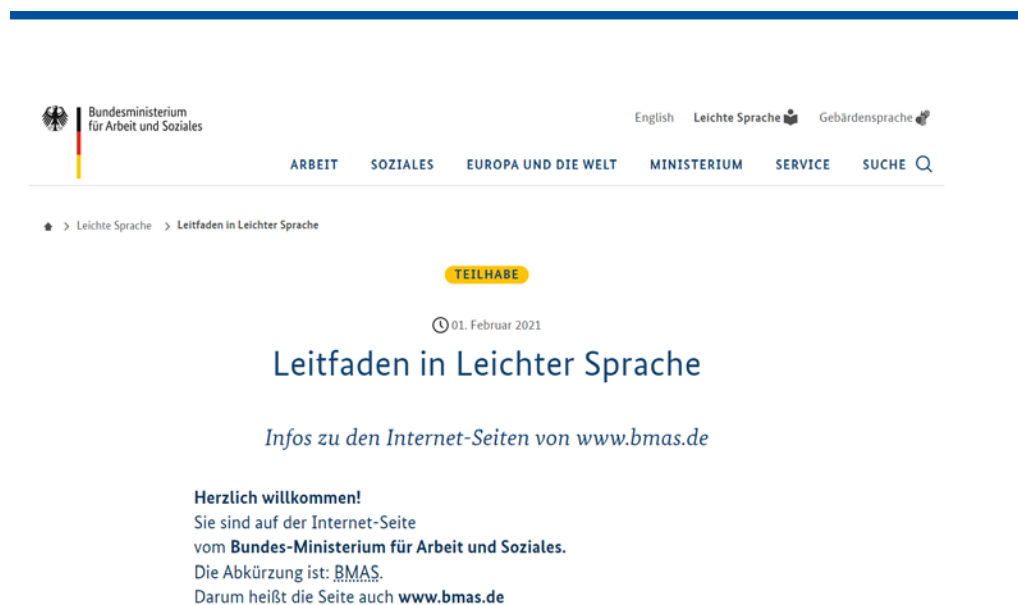 Bundesministerium
für Arbeit und Soziales
English Leichte Sprache Gebärdensprache
ARBEIT SOZIALES EUROPA UND DIE WELT MINISTERIUM SERVICE SUCHE
> Leichte Sprache > Leitfaden in Leichter Sprache
TEILHABE
01. Februar 2021
Leitfaden in Leichter Sprache
Infos zu den Internet-Seiten von www.bmas.de
Herzlich willkommen!
Sie sind auf der Internet-Seite
vom Bundes-Ministerium für Arbeit und Soziales.
Die Abkürzung ist: BMAS.
Darum heißt die Seite auch www.bmas.de